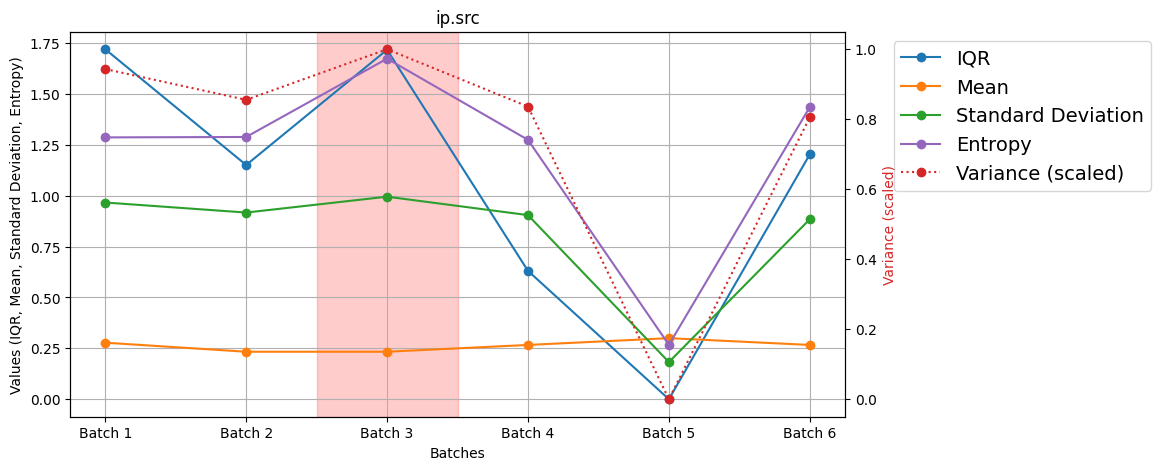 ip.src
Values (IQR, Mean, Standard Deviation, Entropy)
1.75
1.50
1.25
1.00
0.75
0.50
0.25
0.00
Batch 1
Batch 2
Batch 3
Batch 4
Batch 5
Batch 6
Batches
1.0
0.8
0.6
0.4
0.2
0.0
Variance (scaled)
IQR
Mean
Standard Deviation
Entropy
Variance (scaled)